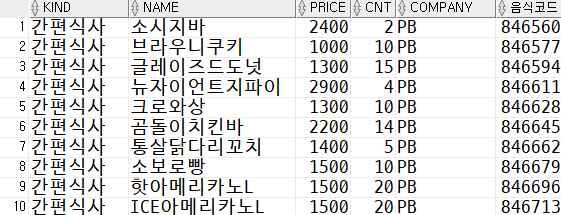 KIND NAME PRICE CNT COMPANY 음식코드
1 간편식사 소시지바 2400 2 PB 846560
2 간편식사 브라우니쿠키 1000 10 PB 846577
3 간편식사 글레이즈드도넛 1300 15 PB 846594
4 간편식사 뉴자이언트지파이 2900 4 PB 846611
5 간편식사 크로와상 1300 10 PB 846628
6 간편식사 곰돌이치킨바 2200 14 PB 846645
7 간편식사 통살닭다리꼬치 1400 5 PB 846662
8 간편식사 소보로빵 1500 10 PB 846679
9 간편식사 핫아메리카노L 1500 20 PB 846696
10 간편식사 ICE아메리카노L 1500 20 PB 846713